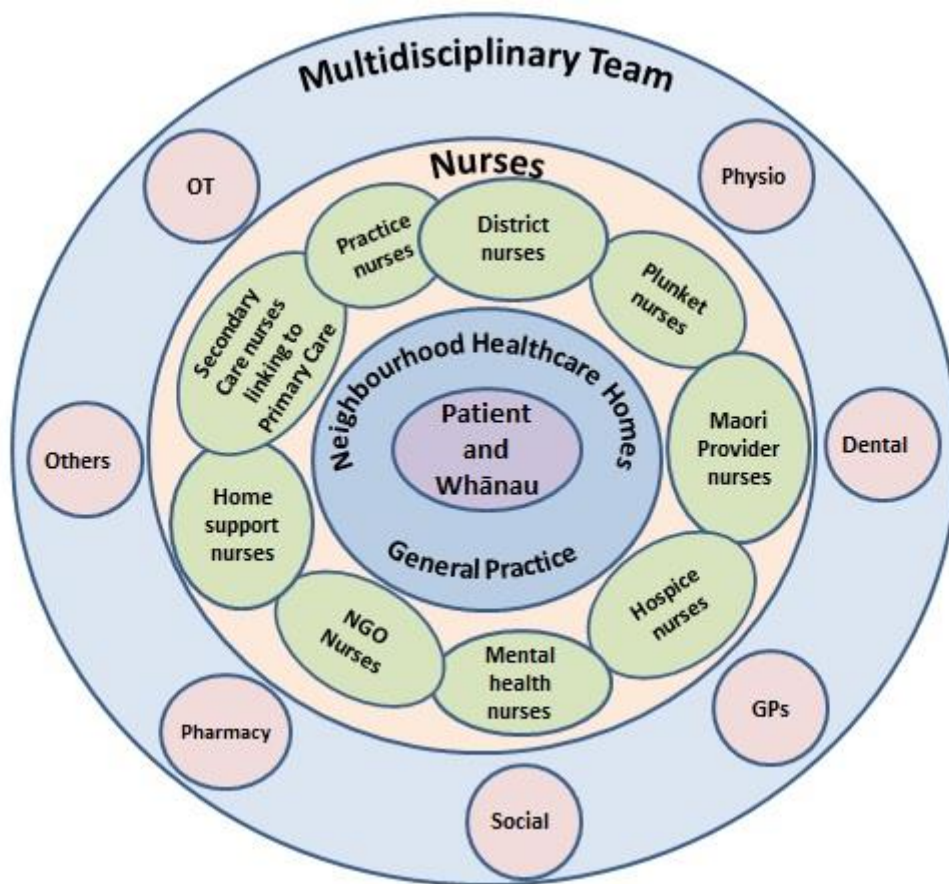 Multidisciplinary Team
OT
Physio
Nurses
Practice
nurses
District
nurses
Plunket
nurses
Secondary
Care nurses
linking to
Primary Care
Neighbourhood Healthcare Homes
Patient
and
Whānau
General Practice
Maori
Provider
nurses
Dental
Others
Home
support
nurses
Hospice
nurses
NGO
Nurses
Mental
health
nurses
GPs
Pharmacy
Social